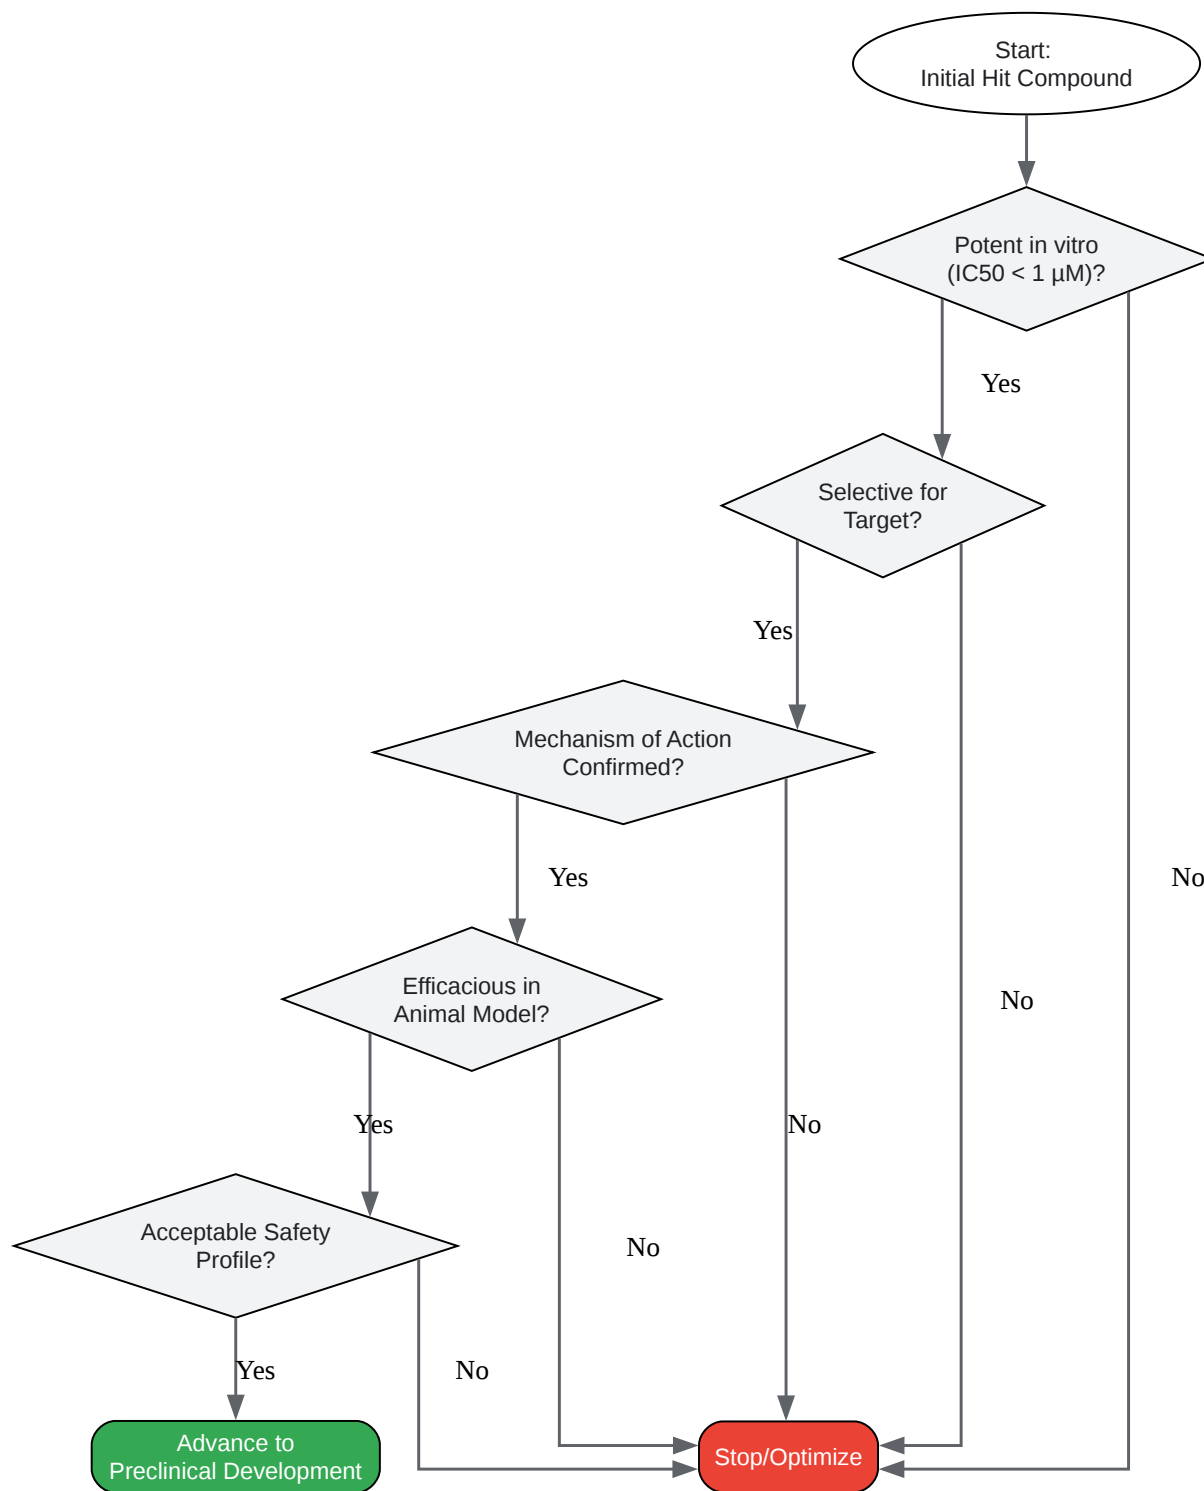 Start:
Initial Hit Compound
Potent in vitro
(IC50 < 1 µM)?
Yes
Selective for
Target?
Yes
Mechanism of Action
Confirmed?
Yes
No
Efficacious in
Animal Model?
No
Yes
No
Acceptable Safety
Profile?
No
Yes
No
Advance to
Preclinical Development
Stop/Optimize